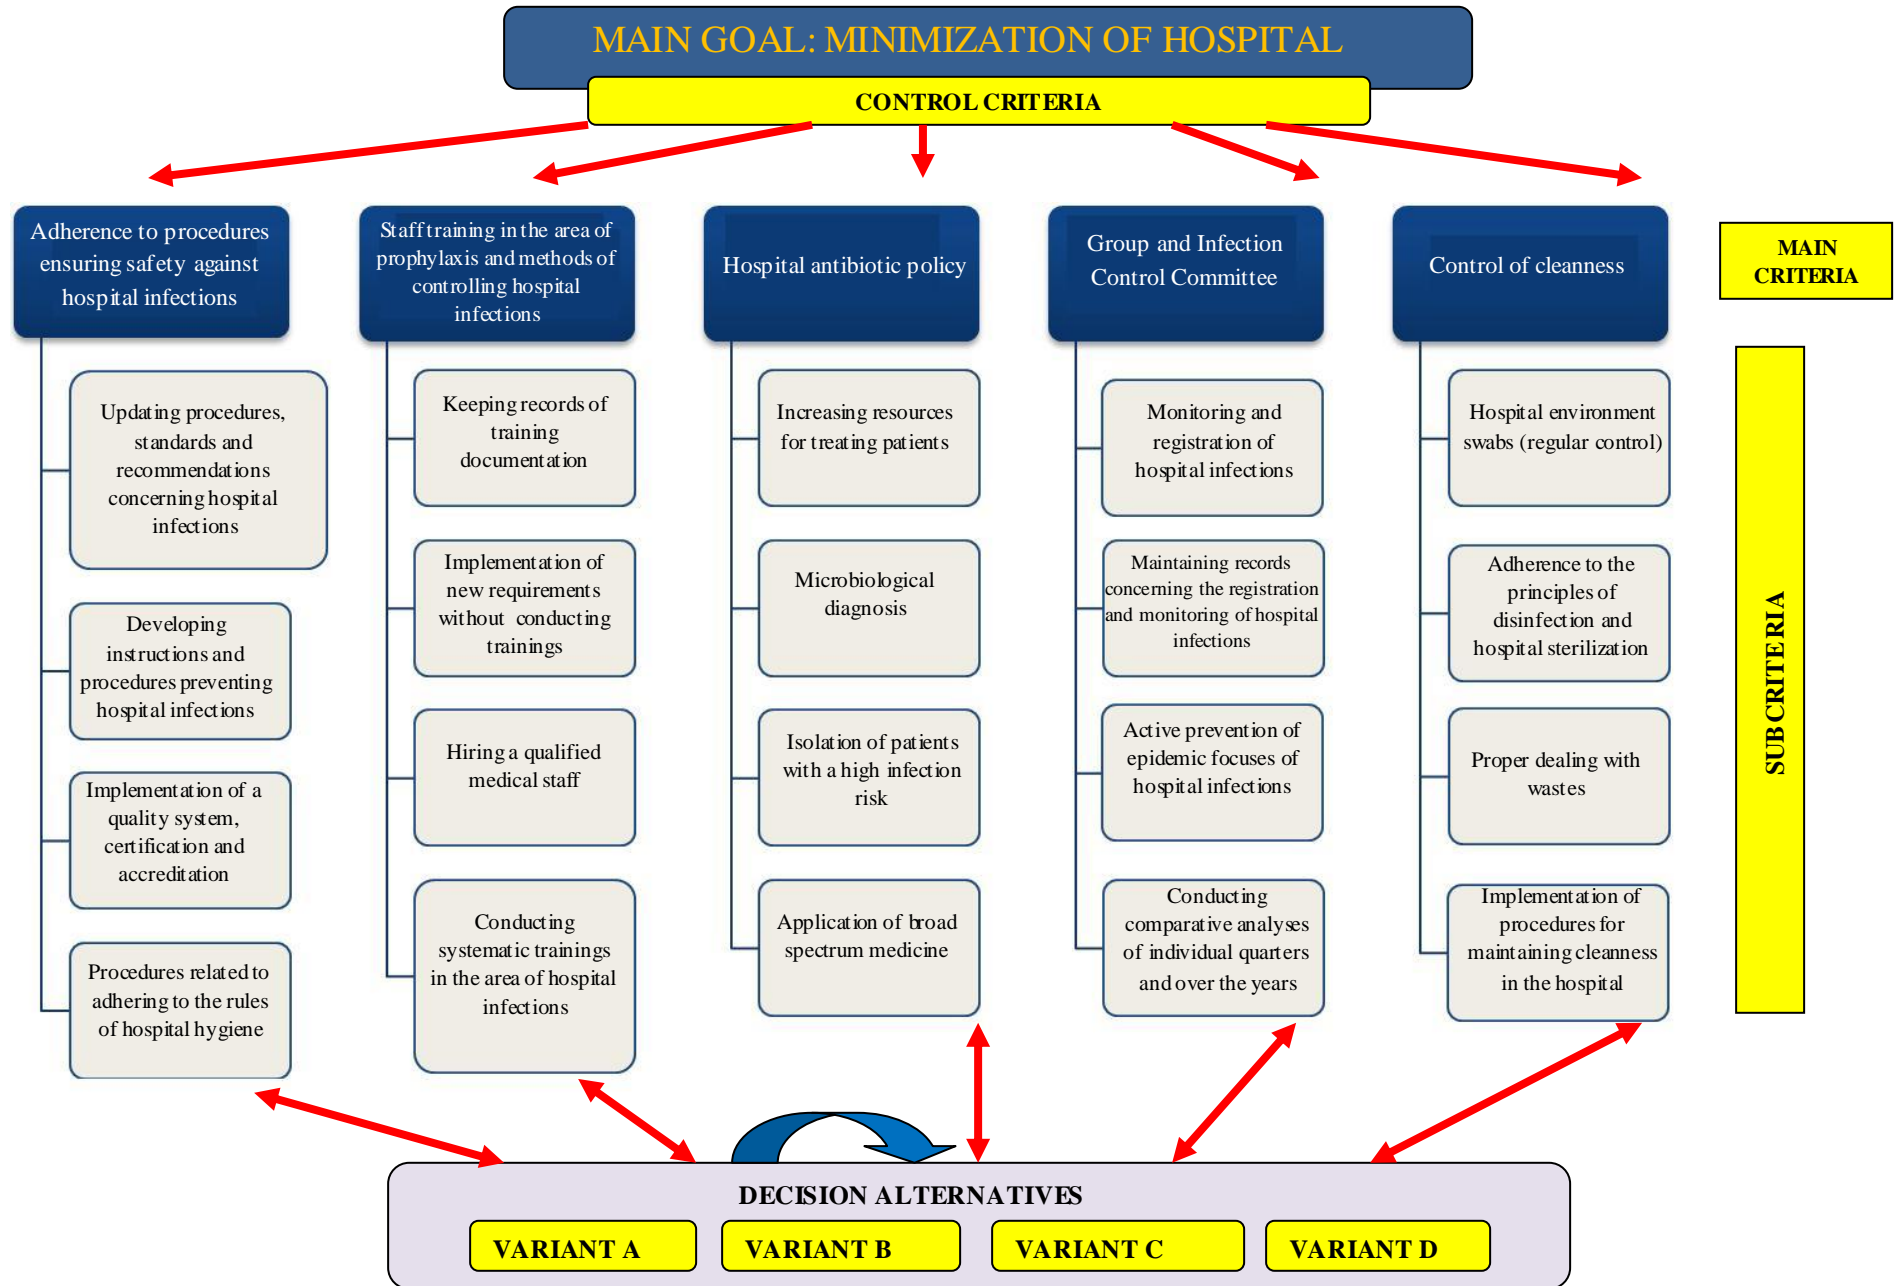 MAIN GOAL: MINIMIZATION OF HOSPITAL
CONTROL CRITERIA
Adherence to procedures
ensuring safety against
hospital infections
Staff training in the area of
prophylaxis and methods of
controlling hospital
infections
Hospital antibiotic policy
Group and Infection
Control Committee
Control of cleanness
MAIN
CRITERIA
Updating procedures,
standards and
recommendations
concerning hospital
infections
Developing
instructions and
procedures preventing
hospital infections
Implementation of a
quality system,
certification and
accreditation
Procedures related to
adhering to the rules
of hospital hygiene
Keeping records of
training
documentation
Implementation of
new requirements
without conducting
trainings
Hiring a qualified
medical staff
Conducting
systematic trainings
in the area of hospital
infections
Increasing resources
for treating patients
Microbiological
diagnosis
Isolation of patients
with a high infection
risk
Application of broad
spectrum medicine
Monitoring and
registration of
hospital infections
Maintaining records
concerning the registration
and monitoring of hospital
infections
Active prevention of
epidemic focuses of
hospital infections
Conducting
comparative analyses
of individual quarters
and over the years
Hospital environment
swabs (regular control)
Adherence to the
principles of
disinfection and
hospital sterilization
Proper dealing with
wastes
Implementation of
procedures for
maintaining cleanness
in the hospital
SUBCRITERIA
DECISION ALTERNATIVES
VARIANT A
VARIANT B
VARIANT C
VARIANT D